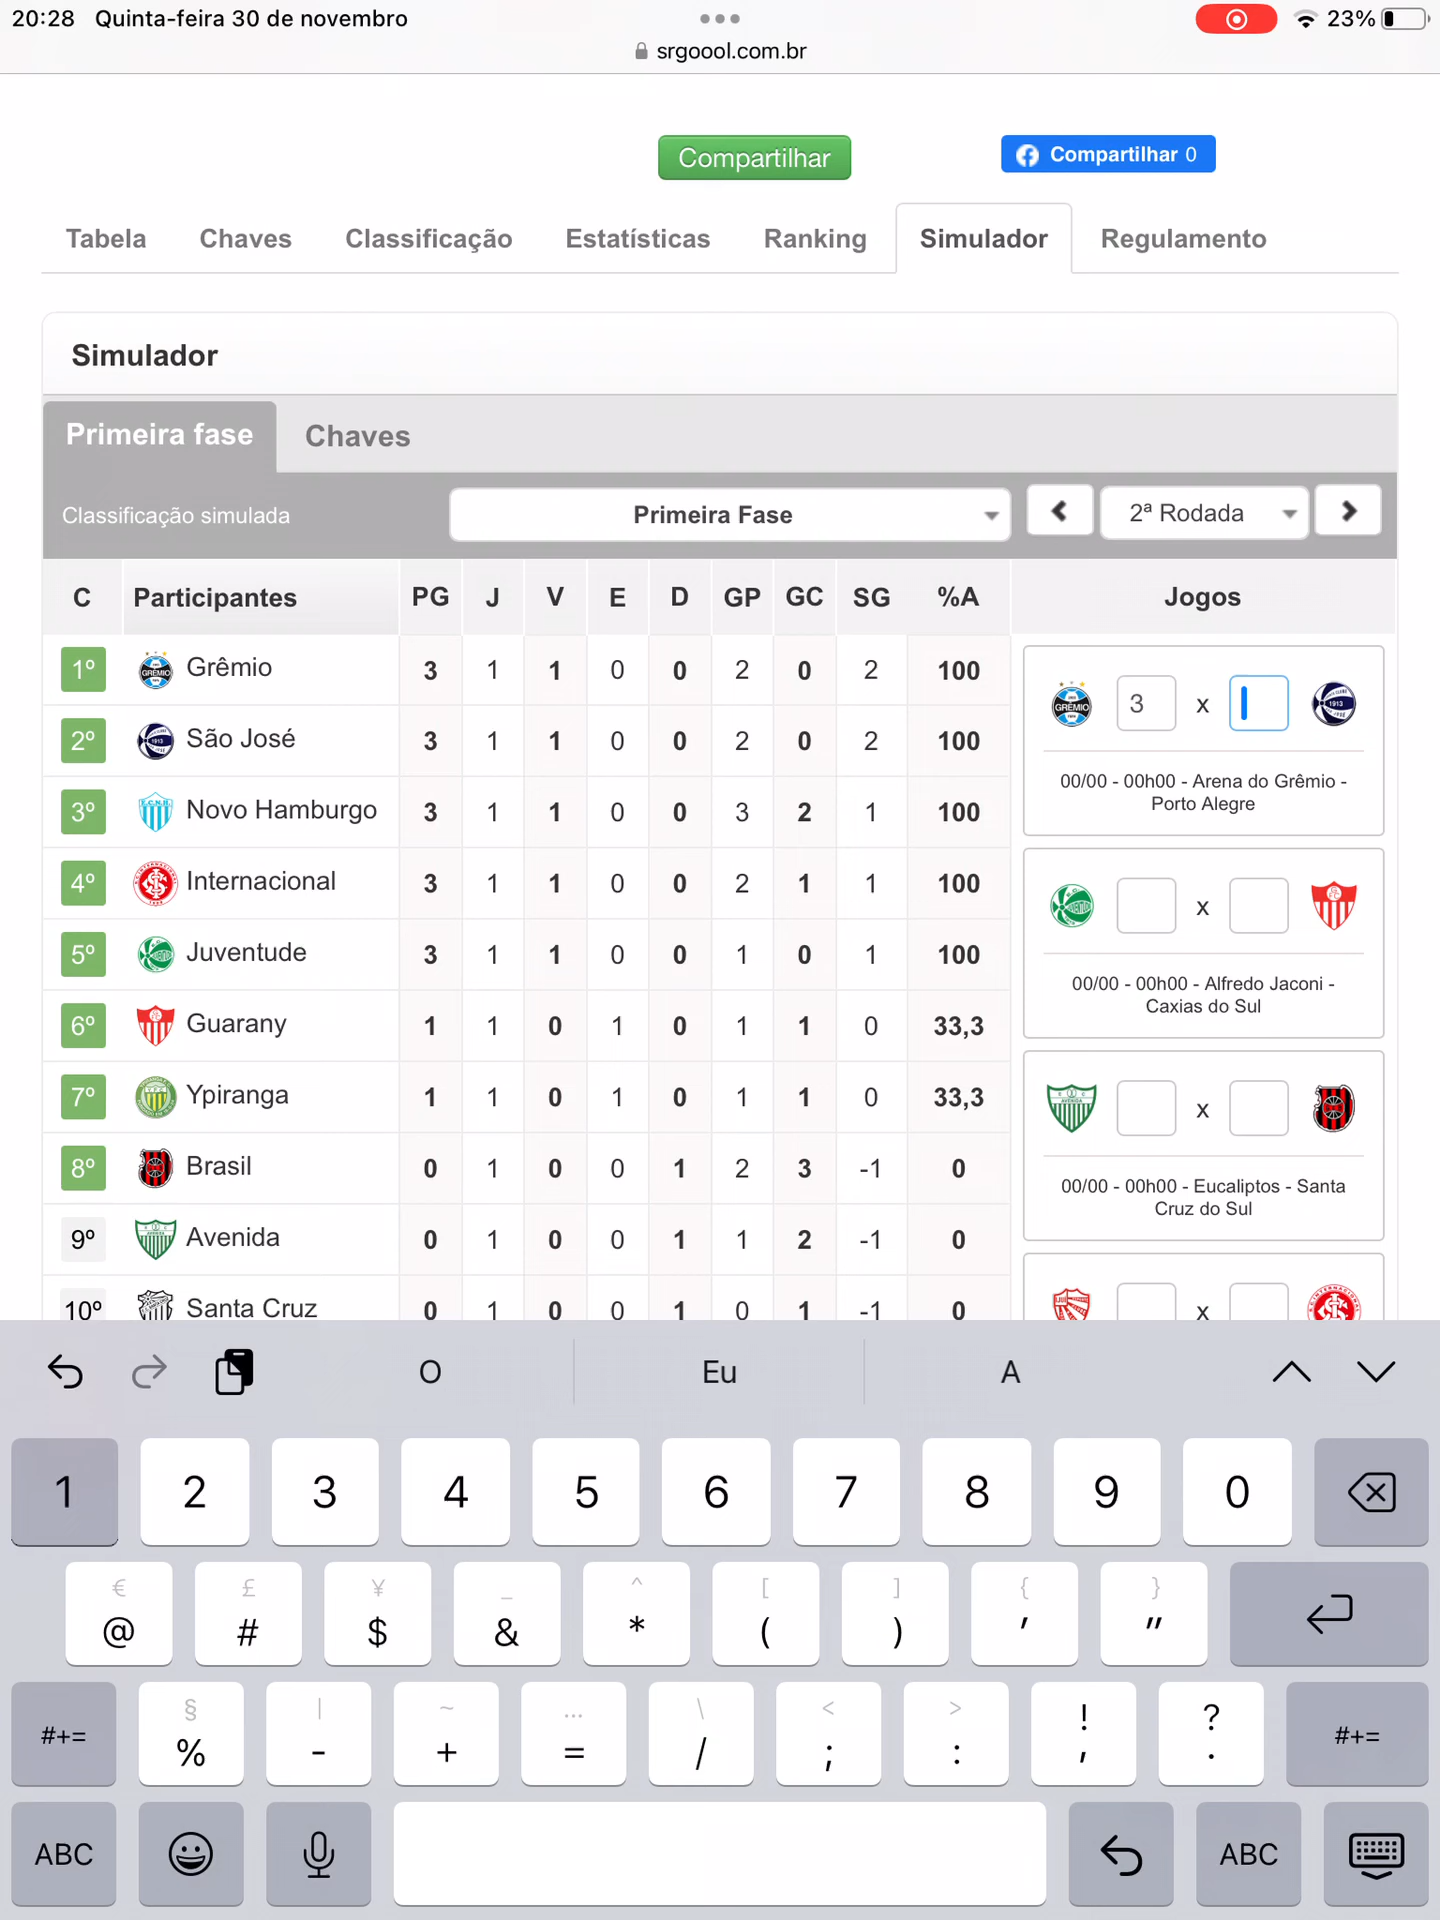 20:28 Quinta-feira 30 de novembro 23%
srgoool.com.br
Compartilhar Compartilhar 0
Tabela Chaves Classificação Estatísticas Ranking Simulador Regulamento
Simulador
Primeira fase Chaves
Classificação simulada Primeira Fase 2ª Rodada
C Participantes PG J V E D GP GC SG %A Jogos
1º Grêmio 3 1 1 0 0 2 0 2 100
2º São José 3 1 1 0 0 2 0 2 100
3º Novo Hamburgo 3 1 1 0 0 3 2 1 100
4º Internacional 3 1 1 0 0 2 1 1 100
5º Juventude 3 1 1 0 0 1 0 1 100
6º Guarany 1 1 0 1 0 1 1 0 33,3
7º Ypiranga 1 1 0 1 0 1 1 0 33,3
8º Brasil 0 1 0 0 1 2 3 -1 0
9º Avenida 0 1 0 0 1 1 2 -1 0
10º Santa Cruz 0 1 0 0 1 0 1 -1 0
GRÊMIO 3 x 1913
00/00 - 00h00 - Arena do Grêmio -
Porto Alegre
x
00/00 - 00h00 - Alfredo Jaconi -
Caxias do Sul
x
00/00 - 00h00 - Eucaliptos - Santa
Cruz do Sul
x
O Eu A
1 2 3 4 5 6 7 8 9 0
€ £ ¥ _ ^ [ ] { }
@ # $ & * ( ) ' "
§ | ~ … \ < > ! ?
#+= % - + = / ; : , . #+=
ABC ABC